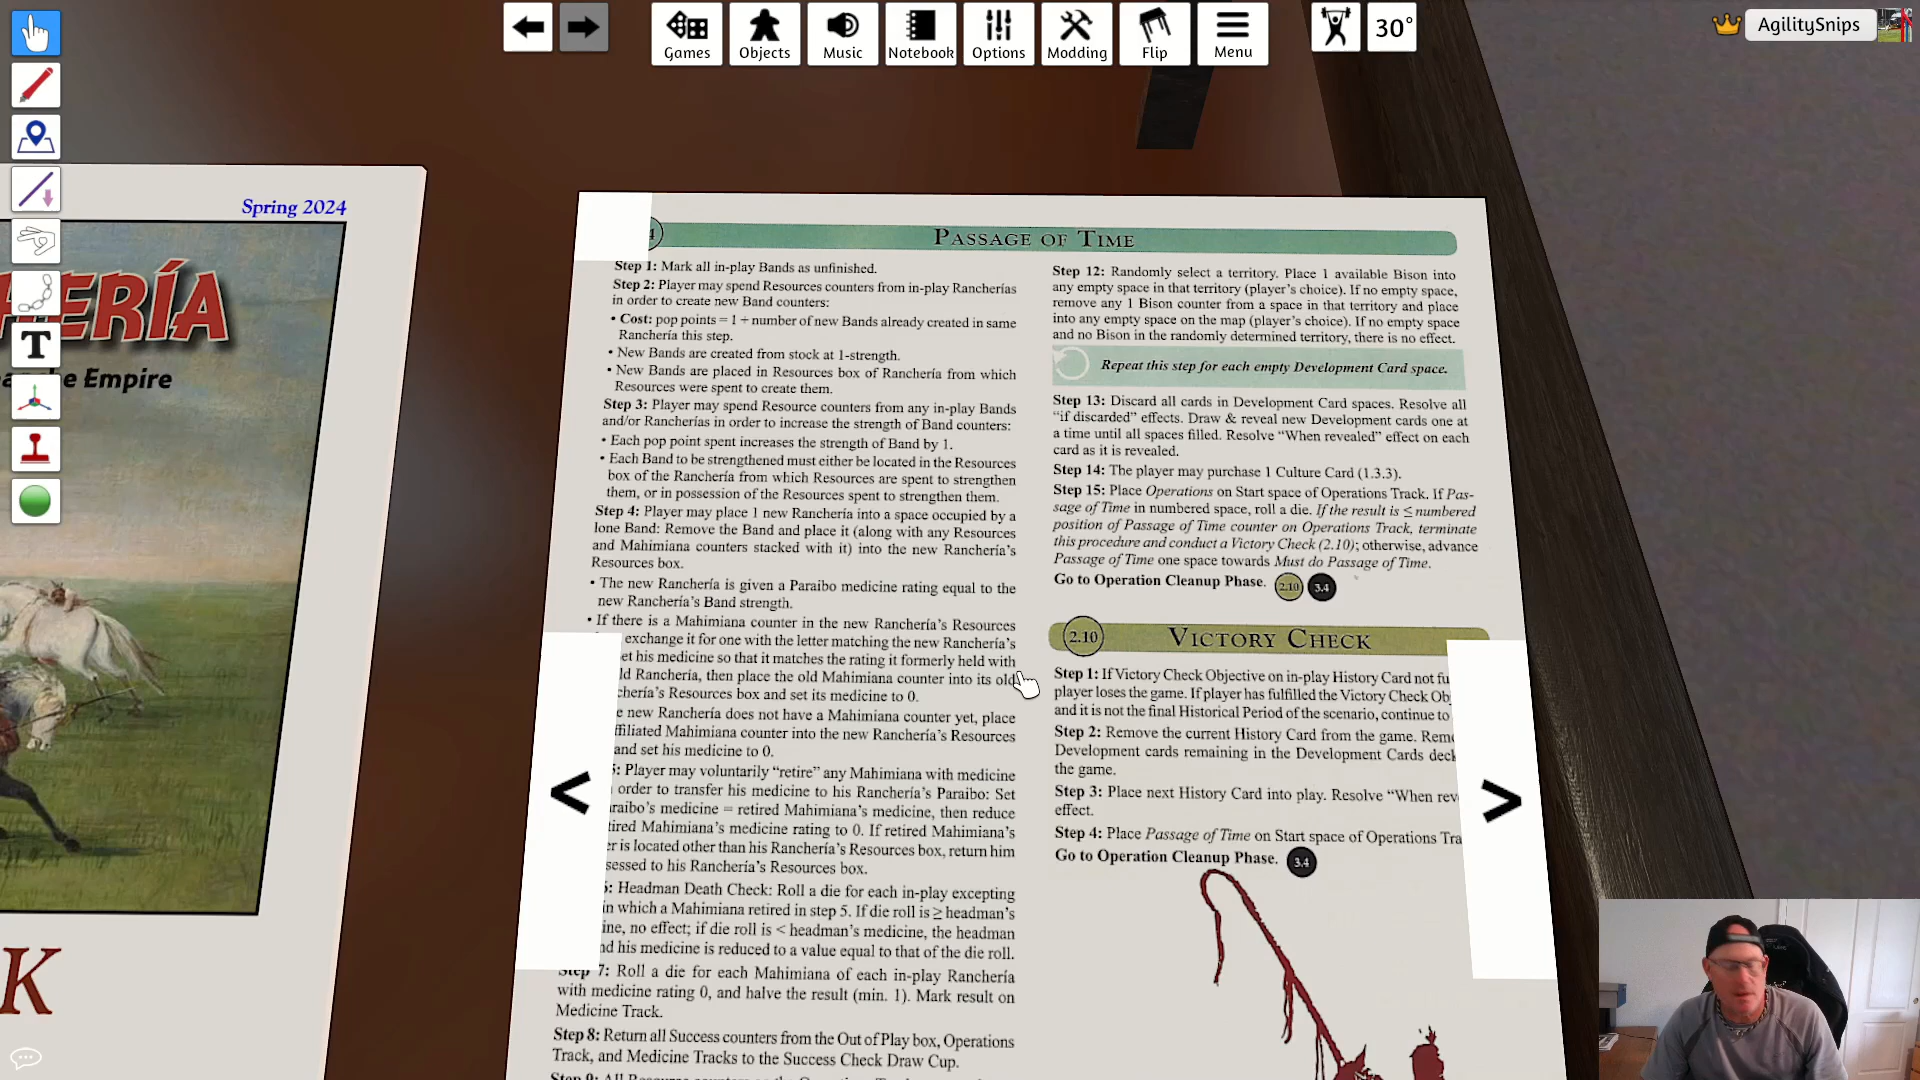 Games
Objects
Music
Notebook
Options
Modding
Flip
Menu
30°
AgilitySnips
T
Spring 2024
HERÍA
he Empire
K
PASSAGE OF TIME
Step 1: Mark all in-play Bands as unfinished.
Step 2: Player may spend Resources counters from in-play Rancherías
in order to create new Band counters:
• Cost: pop points = 1 + number of new Bands already created in same
Ranchería this step.
• New Bands are created from stock at 1-strength.
• New Bands are placed in Resources box of Ranchería from which
Resources were spent to create them.
Step 3: Player may spend Resource counters from any in-play Bands
and/or Rancherías in order to increase the strength of Band counters:
• Each pop point spent increases the strength of Band by 1.
• Each Band to be strengthened must either be located in the Resources
box of the Ranchería from which Resources are spent to strengthen
them, or in possession of the Resources spent to strengthen them.
Step 4: Player may place 1 new Ranchería into a space occupied by a
lone Band: Remove the Band and place it (along with any Resources
and Mahimiana counters stacked with it) into the new Ranchería's
Resources box.
• The new Ranchería is given a Paraibo medicine rating equal to the
new Ranchería's Band strength.
• If there is a Mahimiana counter in the new Ranchería's Resources
exchange it for one with the letter matching the new Ranchería's
et his medicine so that it matches the rating it formerly held with
ld Ranchería, then place the old Mahimiana counter into its old
chería's Resources box and set its medicine to 0.
e new Ranchería does not have a Mahimiana counter yet, place
ffiliated Mahimiana counter into the new Ranchería's Resources
and set his medicine to 0.
5: Player may voluntarily “retire” any Mahimiana with medicine
order to transfer his medicine to his Ranchería's Paraibo: Set
raibo's medicine = retired Mahimiana's medicine, then reduce
tired Mahimiana's medicine rating to 0. If retired Mahimiana's
er is located other than his Ranchería's Resources box, return him
sessed to his Ranchería's Resources box.
6: Headman Death Check: Roll a die for each in-play excepting
in which a Mahimiana retired in step 5. If die roll is ≥ headman's
ine, no effect; if die roll is < headman's medicine, the headman
nd his medicine is reduced to a value equal to that of the die roll.
Step 7: Roll a die for each Mahimiana of each in-play Ranchería
with medicine rating 0, and halve the result (min. 1). Mark result on
Medicine Track.
Step 8: Return all Success counters from the Out of Play box, Operations
Track, and Medicine Tracks to the Success Check Draw Cup.
Step 12: Randomly select a territory. Place 1 available Bison into
any empty space in that territory (player's choice). If no empty space,
remove any 1 Bison counter from a space in that territory and place
into any empty space on the map (player's choice). If no empty space
and no Bison in the randomly determined territory, there is no effect.
Repeat this step for each empty Development Card space.
Step 13: Discard all cards in Development Card spaces. Resolve all
“if discarded” effects. Draw & reveal new Development cards one at
a time until all spaces filled. Resolve “When revealed” effect on each
card as it is revealed.
Step 14: The player may purchase 1 Culture Card (1.3.3).
Step 15: Place Operations on Start space of Operations Track. If Pas-
sage of Time in numbered space, roll a die. If the result is ≤ numbered
position of Passage of Time counter on Operations Track, terminate
this procedure and conduct a Victory Check (2.10); otherwise, advance
Passage of Time one space towards Must do Passage of Time.
Go to Operation Cleanup Phase. 2.10 3.4
2.10 VICTORY CHECK
Step 1: If Victory Check Objective on in-play History Card not fu
player loses the game. If player has fulfilled the Victory Check Ob
and it is not the final Historical Period of the scenario, continue to
Step 2: Remove the current History Card from the game. Rem
Development cards remaining in the Development Cards deck
the game.
Step 3: Place next History Card into play. Resolve “When rev
effect.
Step 4: Place Passage of Time on Start space of Operations Tra
Go to Operation Cleanup Phase. 3.4
< >